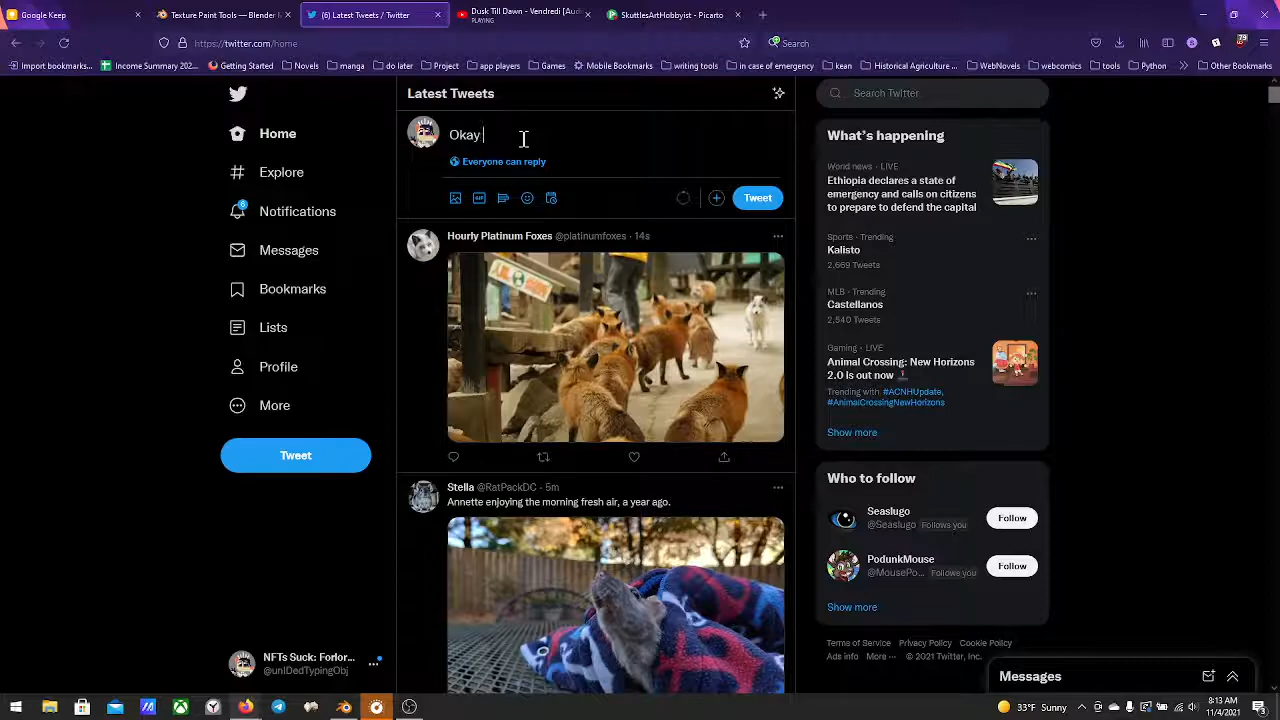 Google Keep
Texture Paint Tools — Blender
(6) Latest Tweets / Twitter
Dusk Till Dawn - Vendredi [Audi
PLAYING
SkuttlesArtHobbyist - Picarto
https://twitter.com/home
Search
Import bookmarks...
Income Summary 202...
Getting Started
Novels
manga
do later
Project
app players
Games
Mobile Bookmarks
writing tools
in case of emergency
kean
Historical Agriculture ...
WebNovels
webcomics
tools
Python
Other Bookmarks
Home
Explore
Notifications
6
Messages
Bookmarks
Lists
Profile
More
Tweet
@uniDedTypingObj
Latest Tweets
Okay
Everyone can reply
GIF
Tweet
Hourly Platinum Foxes @platinumfoxes · 14s
Stella @RatPackDC · 5m
Annette enjoying the morning fresh air, a year ago.
Search Twitter
What's happening
World news · LIVE
Ethiopia declares a state of
emergency and calls on citizens
to prepare to defend the capital
Sports · Trending
Kalisto
2,669 Tweets
MLB · Trending
Castellanos
2,540 Tweets
Gaming · LIVE
Animal Crossing: New Horizons
2.0 is out now
Trending with #ACNHUpdate,
#AnimalCrossingNewHorizons
Show more
Who to follow
Seaslugo
@Seaslugo Follows you
Follow
PodunkMouse
@MousePo... Follows you
Follow
Show more
Terms of Service Privacy Policy Cookie Policy
Ads info More ··· © 2021 Twitter, Inc.
Messages
33°F Sunny
8:13 AM
11/4/2021